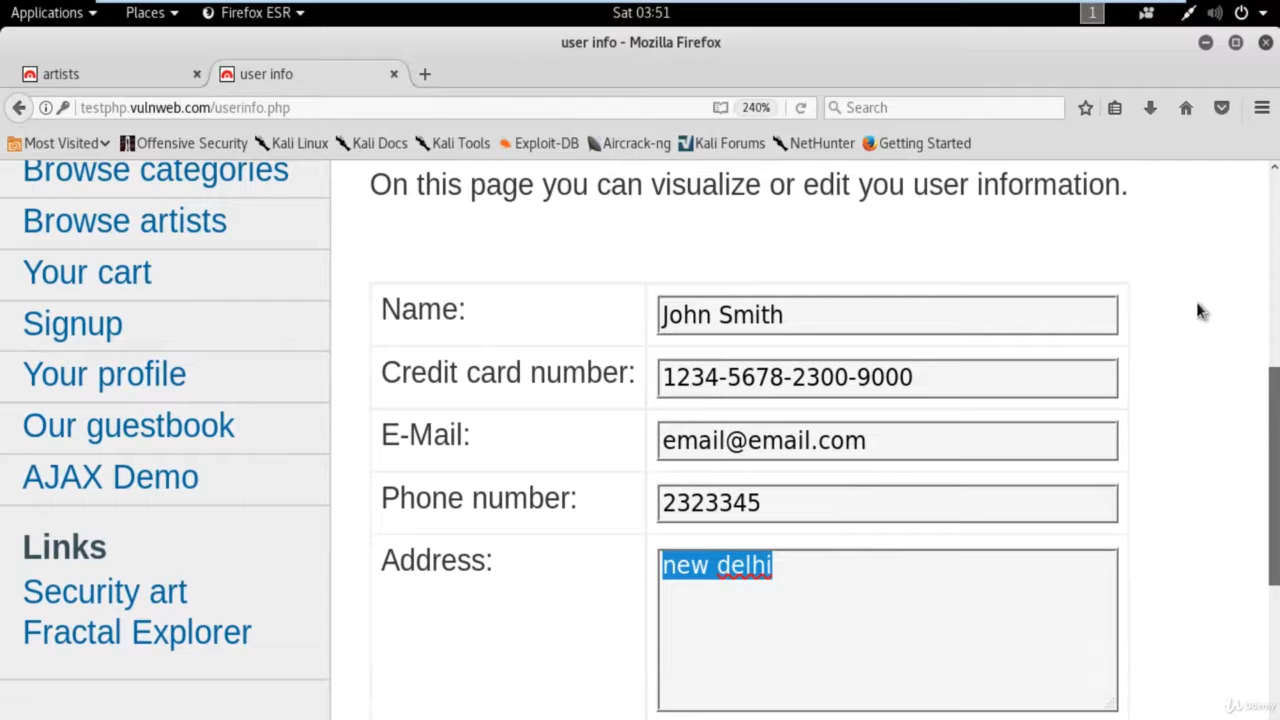 Applications Places Firefox ESR Sat 03:51 1
user info - Mozilla Firefox
artists user info
testphp.vulnweb.com/userinfo.php 240% Search
Most Visited Offensive Security Kali Linux Kali Docs Kali Tools Exploit-DB Aircrack-ng Kali Forums NetHunter Getting Started
Browse categories
On this page you can visualize or edit you user information.
Browse artists
Your cart
Signup
Your profile
Our guestbook
AJAX Demo
Links
Security art
Fractal Explorer
Name: John Smith
Credit card number: 1234-5678-2300-9000
E-Mail: email@email.com
Phone number: 2323345
Address: new delhi
Udemy